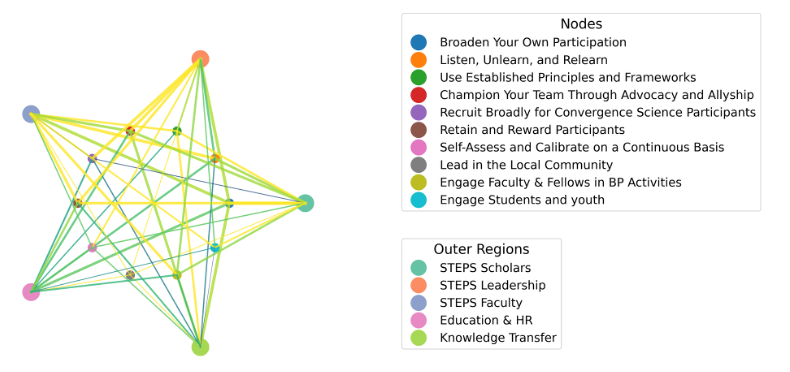 Nodes
Broaden Your Own Participation
Listen, Unlearn, and Relearn
Use Established Principles and Frameworks
Champion Your Team Through Advocacy and Allyship
Recruit Broadly for Convergence Science Participants
Retain and Reward Participants
Self-Assess and Calibrate on a Continuous Basis
Lead in the Local Community
Engage Faculty & Fellows in BP Activities
Engage Students and youth
Outer Regions
STEPS Scholars
STEPS Leadership
STEPS Faculty
Education & HR
Knowledge Transfer